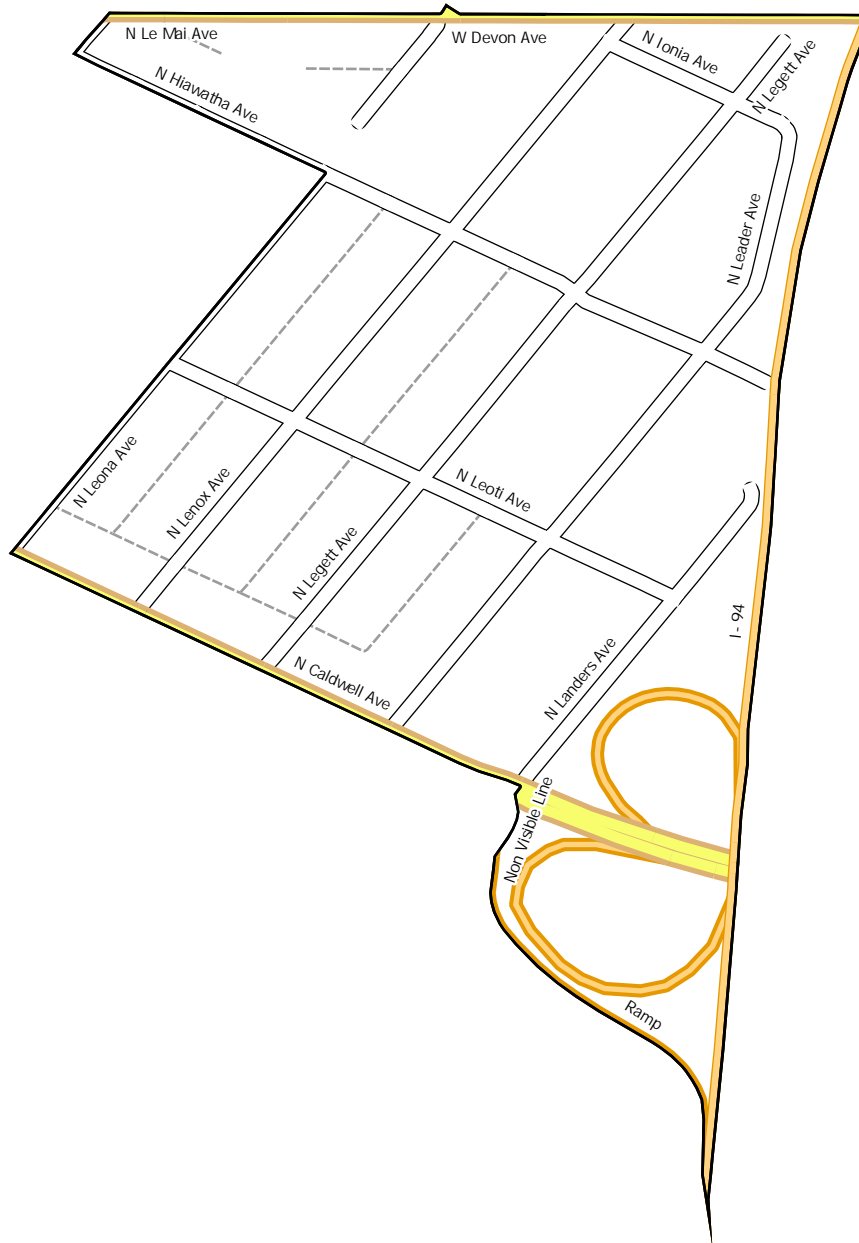 N Le Mai Ave
W Devon Ave
N Ionia Ave
N Legett Ave
N Hiawatha Ave
N Leader Ave
N Leona Ave
N Lenox Ave
N Leoti Ave
N Legett Ave
I - 94
N Landers Ave
N Caldwell Ave
Non Visible Line
Ramp